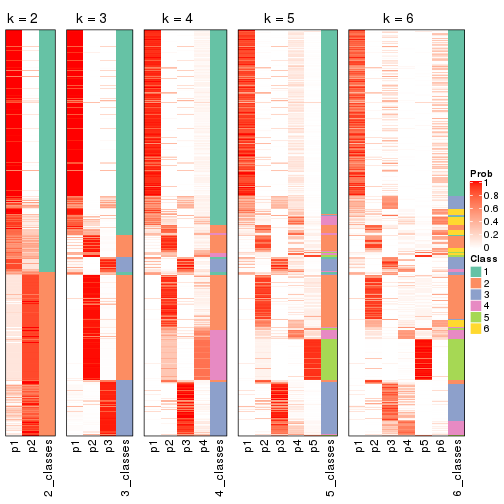 k = 2
k = 3
k = 4
k = 5
k = 6
Prob
1
0.8
0.6
0.4
0.2
0
Class
1
2
3
4
5
6
p1
p2
2_classes
p1
p2
p3
3_classes
p1
p2
p3
p4
4_classes
p1
p2
p3
p4
p5
5_classes
p1
p2
p3
p4
p5
p6
6_classes